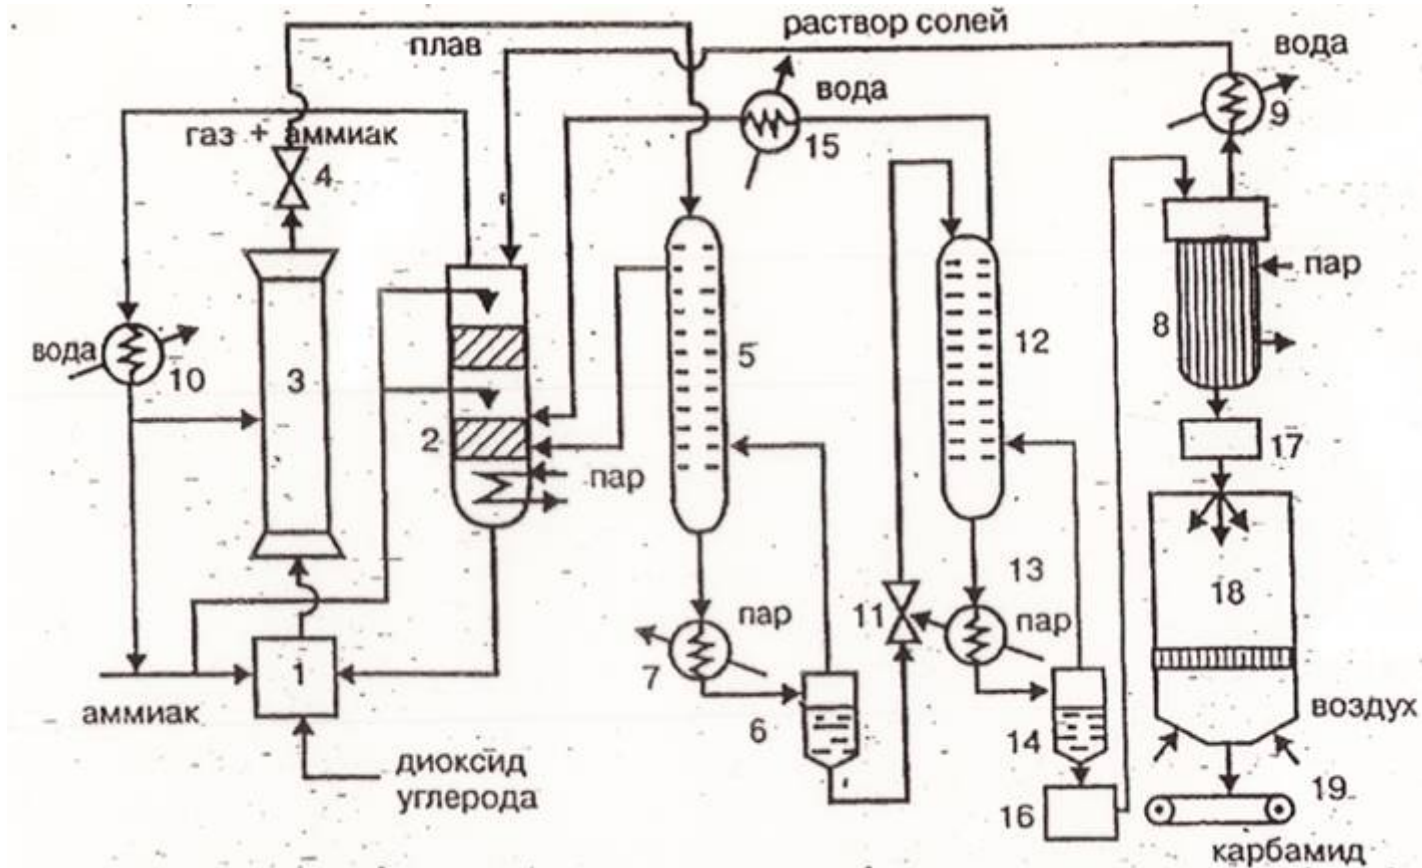 раствор солей
плав
вода
вода
газ + аммиак
4
15
9
пар
3
5
12
8
вода
10
2
пар
17
13
18
11
пар
пар
1
7
аммиак
6
14
воздух
диоксид
углерода
16
19
карбамид